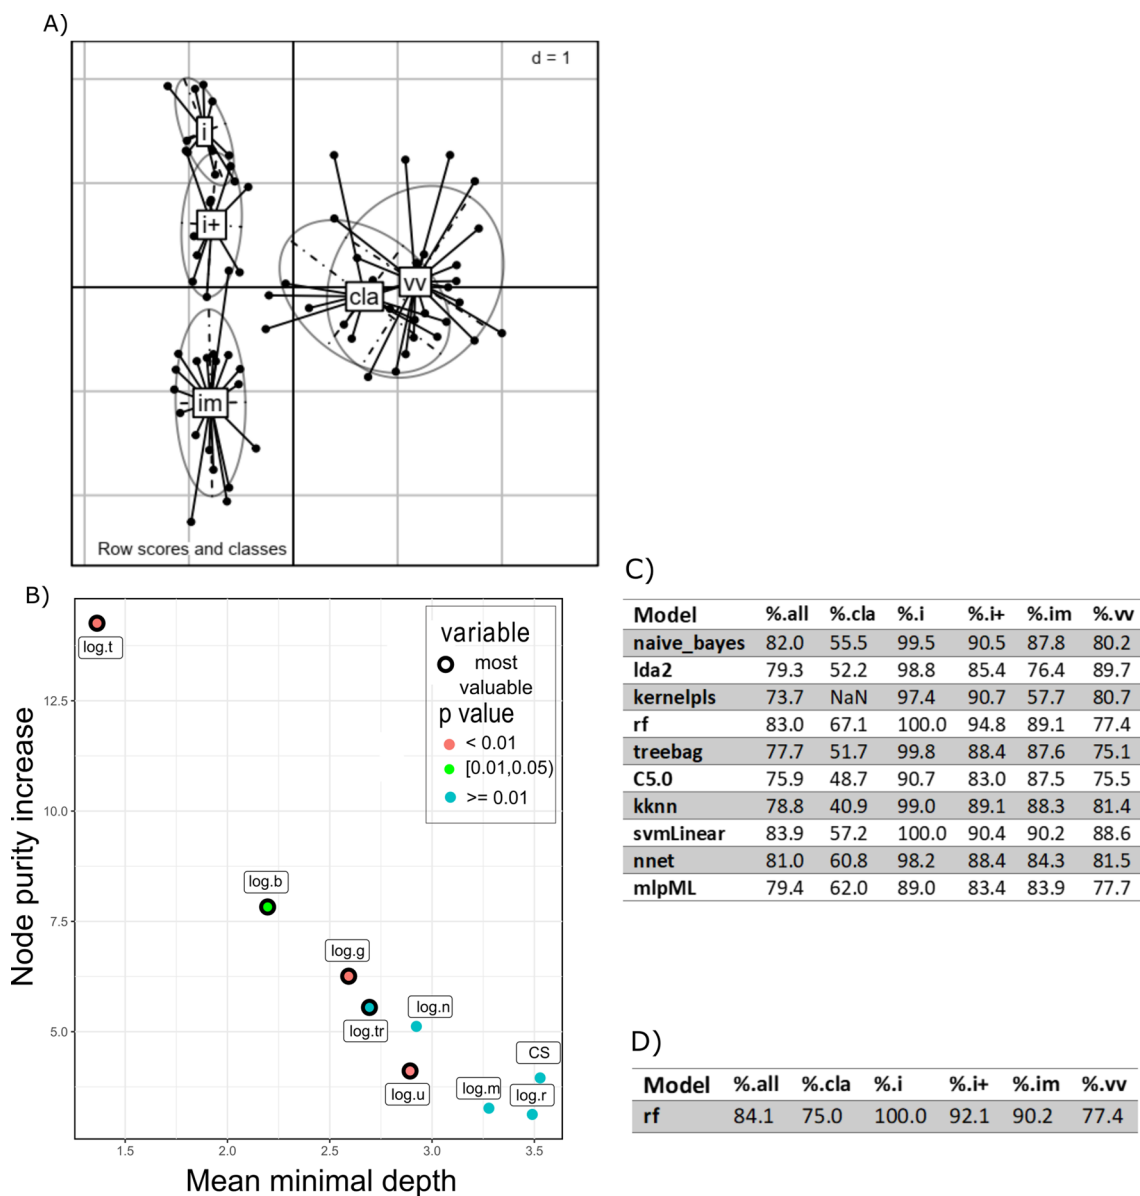 A)
d = 1
i
i+
cla
vv
im
Row scores and classes
B)
log.t
variable
most
valuable
p value
< 0.01
[0.01,0.05)
>= 0.01
12.5
10.0
7.5
5.0
Node purity increase
log.b
log.g
log.n
log.tr
CS
log.u
log.m
log.r
1.5 2.0 2.5 3.0 3.5
Mean minimal depth
C)
Model %.all %.cla %.i %.i+ %.im %.vv
naive_bayes 82.0 55.5 99.5 90.5 87.8 80.2
lda2 79.3 52.2 98.8 85.4 76.4 89.7
kernelpls 73.7 NaN 97.4 90.7 57.7 80.7
rf 83.0 67.1 100.0 94.8 89.1 77.4
treebag 77.7 51.7 99.8 88.4 87.6 75.1
C5.0 75.9 48.7 90.7 83.0 87.5 75.5
kknn 78.8 40.9 99.0 89.1 88.3 81.4
svmLinear 83.9 57.2 100.0 90.4 90.2 88.6
nnet 81.0 60.8 98.2 88.4 84.3 81.5
mlpML 79.4 62.0 89.0 83.4 83.9 77.7
D)
Model %.all %.cla %.i %.i+ %.im %.vv
rf 84.1 75.0 100.0 92.1 90.2 77.4